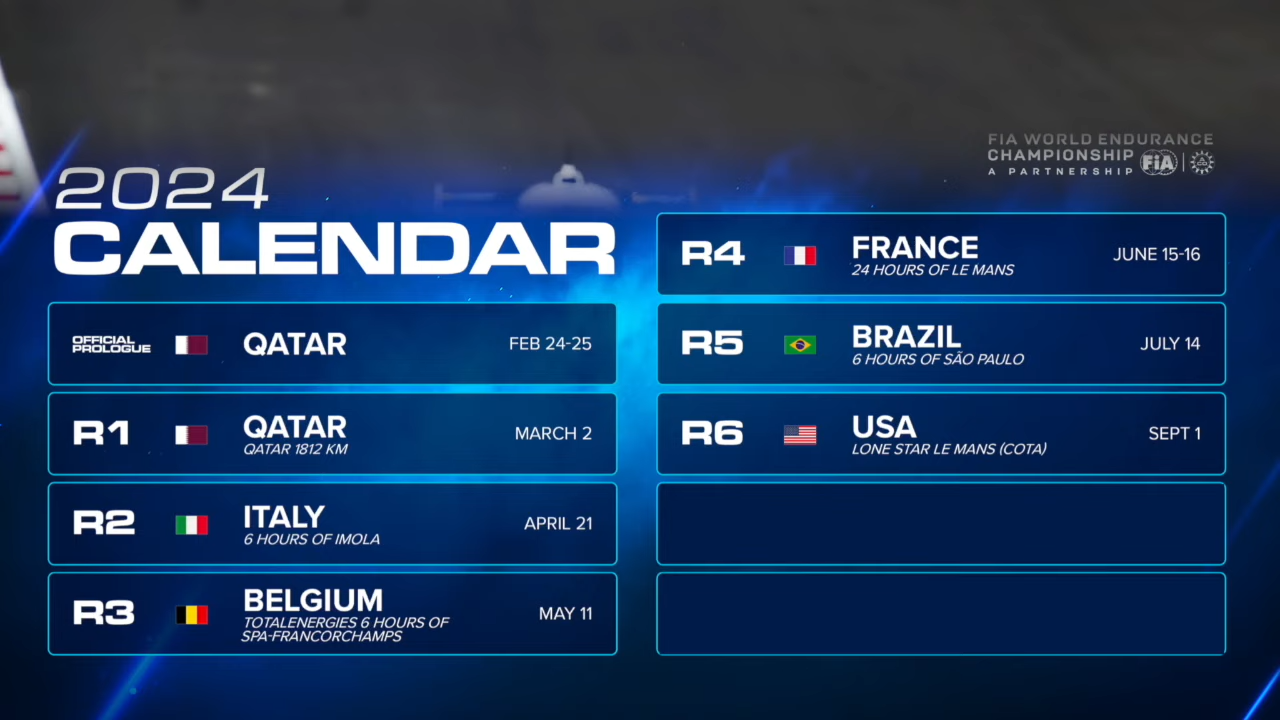 FIA WORLD ENDURANCE
CHAMPIONSHIP
A PARTNERSHIP
FIA
2024
CALENDAR
OFFICIAL
PROLOGUE
QATAR
FEB 24-25
R1
QATAR
QATAR 1812 KM
MARCH 2
R2
ITALY
6 HOURS OF IMOLA
APRIL 21
R3
BELGIUM
TOTALENERGIES 6 HOURS OF
SPA-FRANCORCHAMPS
MAY 11
R4
FRANCE
24 HOURS OF LE MANS
JUNE 15-16
R5
BRAZIL
6 HOURS OF SÃO PAULO
JULY 14
R6
USA
LONE STAR LE MANS (COTA)
SEPT 1